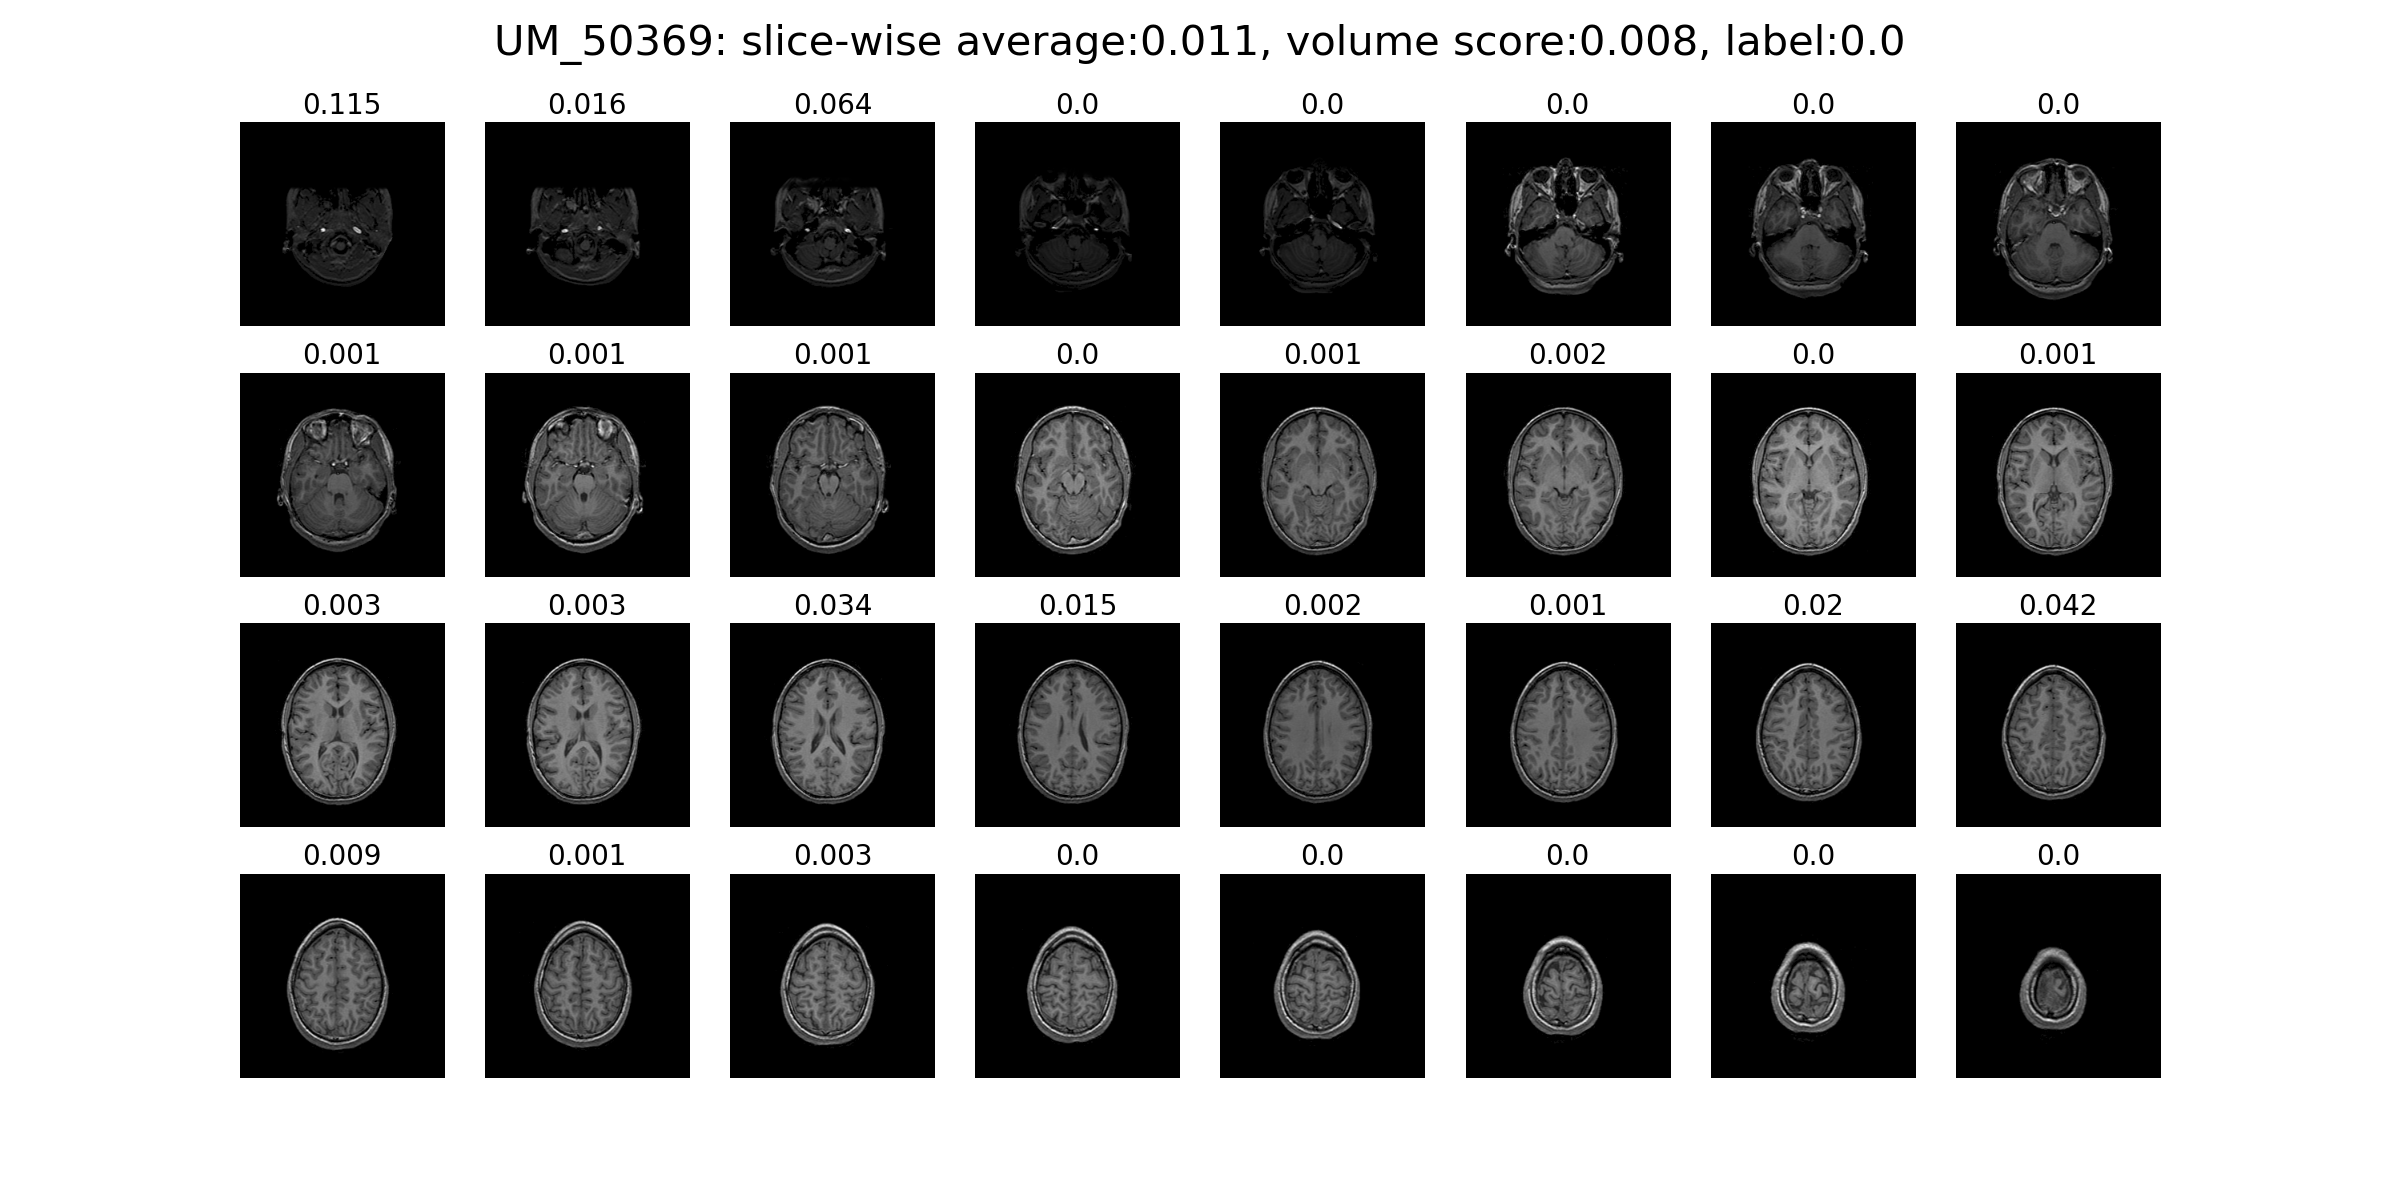 UM_50369: slice-wise average:0.011, volume score:0.008, label:0.0
0.115 0.016 0.064 0.0 0.0 0.0 0.0 0.0
0.001 0.001 0.001 0.0 0.001 0.002 0.0 0.001
0.003 0.003 0.034 0.015 0.002 0.001 0.02 0.042
0.009 0.001 0.003 0.0 0.0 0.0 0.0 0.0